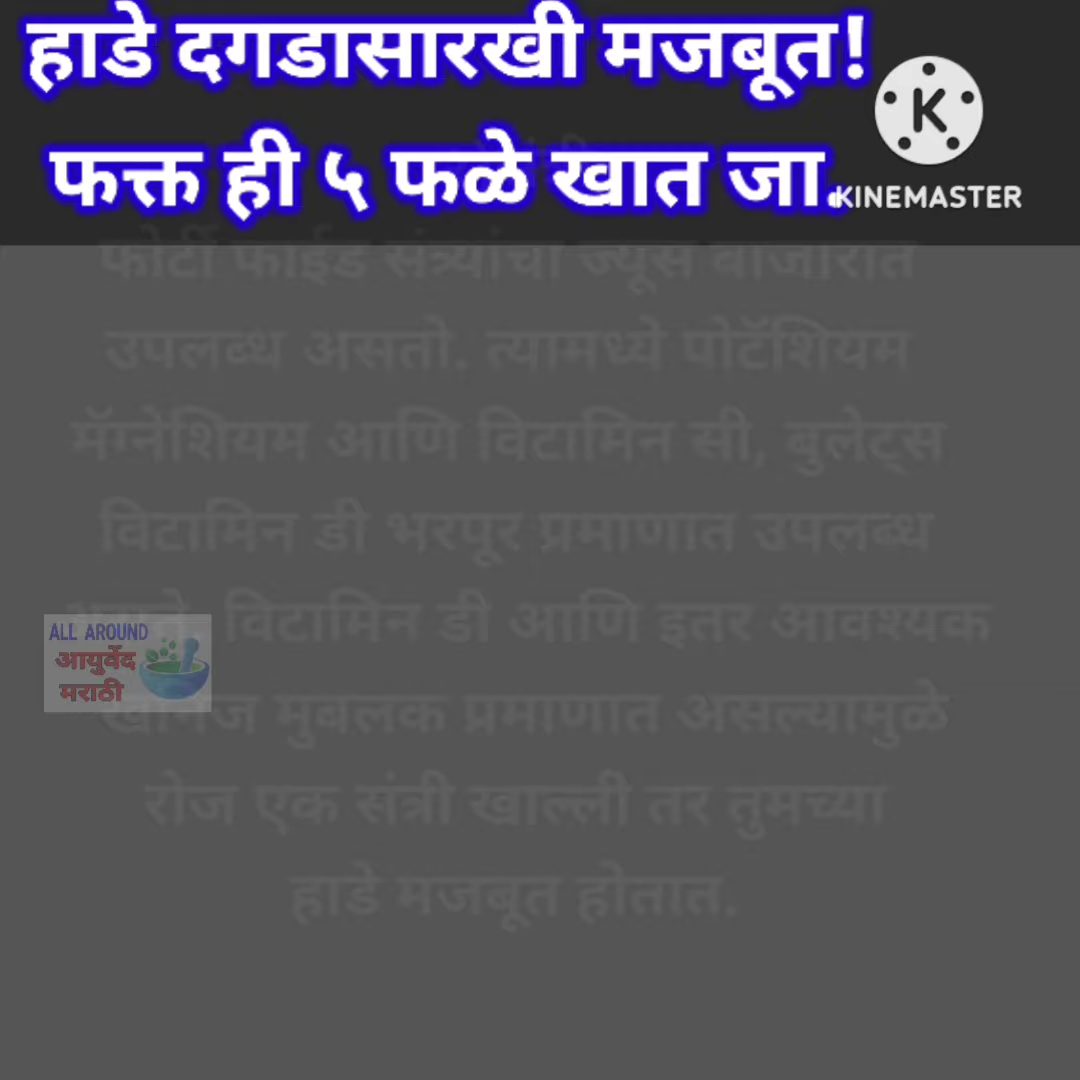 हाडे दगडासारखी मजबूत!
फक्त ही ५ फळे खात जा.
KINEMASTER
फोर्टी फाईड संत्र्यांचा ज्यूस बाजारात
उपलब्ध असतो. त्यामध्ये पोटॅशियम
मॅग्नेशियम आणि विटामिन सी, बुलेट्स
विटामिन डी भरपूर प्रमाणात उपलब्ध
विटामिन डी आणि इतर आवश्यक
ALL AROUND
आयुर्वेद
मराठी
मुबलक प्रमाणात असल्यामुळे
रोज एक संत्री खाल्ली तर तुमच्या
हाडे मजबूत होतात.